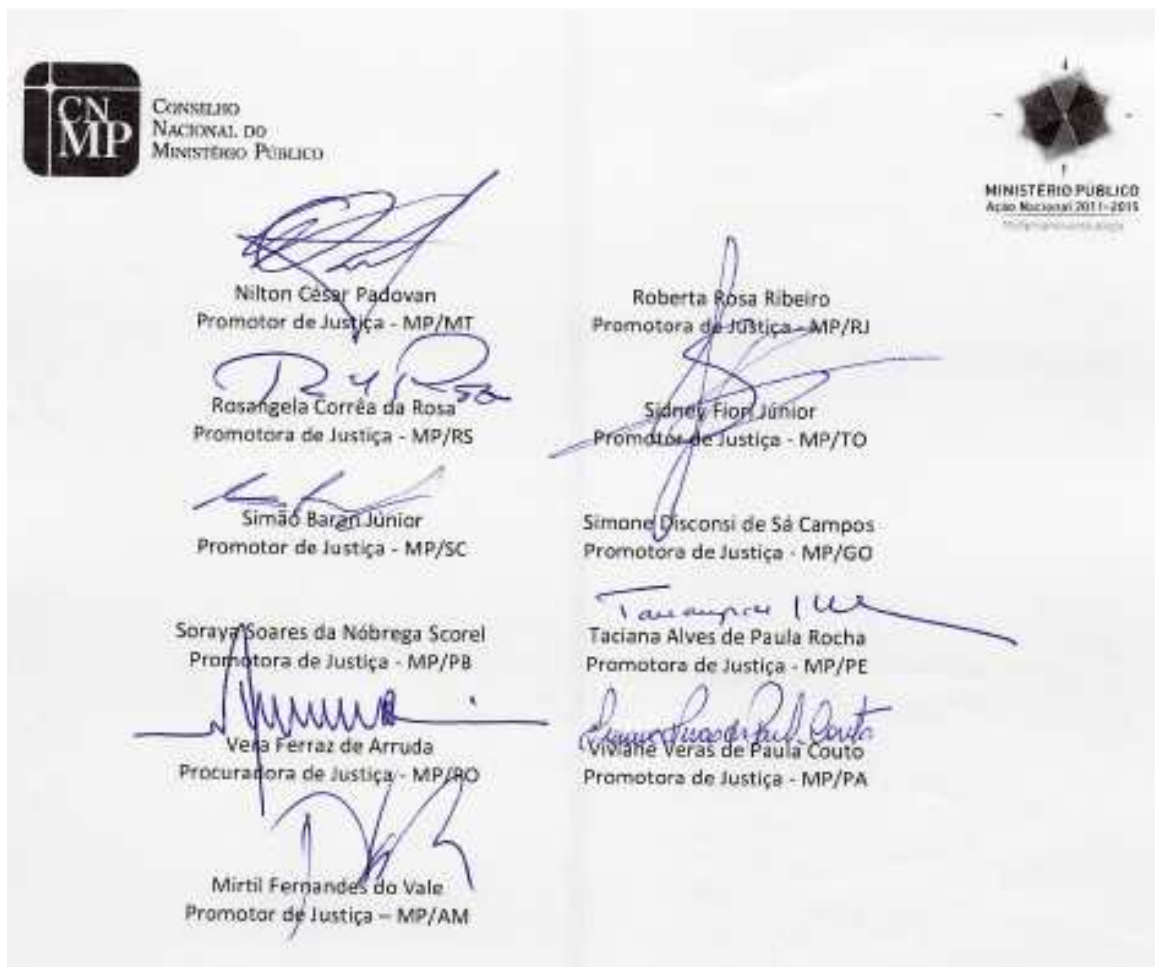 CN
MP
CONSELHO
NACIONAL DO
MINISTÉRIO PÚBLICO
MINISTÉRIO PÚBLICO
Ação Nacional 2011-2015
Nilton César Padovan
Promotor de Justiça - MP/MT
Roberta Rosa Ribeiro
Promotora de Justiça - MP/RJ
Rosangela Corrêa da Rosa
Promotora de Justiça - MP/RS
Sidney Fiori Júnior
Promotor de Justiça - MP/TO
Simão Baran Júnior
Promotor de Justiça - MP/SC
Simone Disconsi de Sá Campos
Promotora de Justiça - MP/GO
Soraya Soares da Nóbrega Scorel
Promotora de Justiça - MP/PB
Taciana Alves de Paula Rocha
Promotora de Justiça - MP/PE
Vera Ferraz de Arruda
Procuradora de Justiça - MP/RO
Viviane Veras de Paula Couto
Promotora de Justiça - MP/PA
Mirtil Fernandes do Vale
Promotor de Justiça – MP/AM